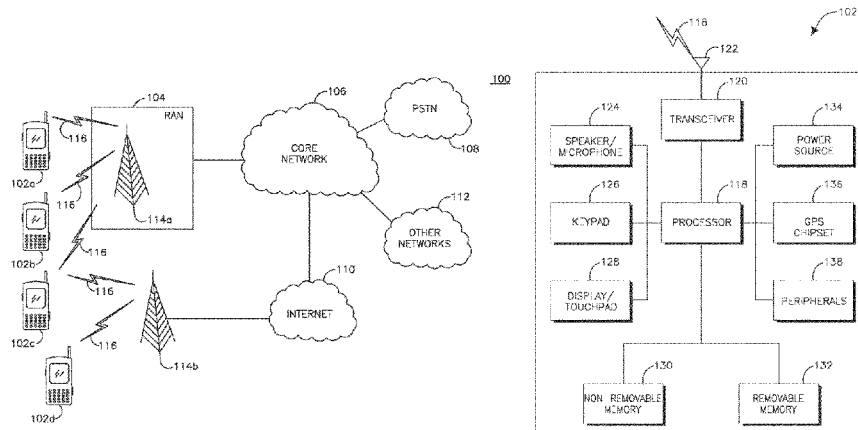 104
RAN
116
102a
116
114a
102b
116
102c
116
116
114b
102d
106
CORE
NETWORK
100
PSTN
108
112
OTHER
NETWORKS
110
INTERNET
102
116
122
120
TRANSCEIVER
124
SPEAKER/
MICROPHONE
134
POWER
SOURCE
126
KEYPAD
118
PROCESSOR
136
GPS
CHIPSET
128
DISPLAY/
TOUCHPAD
138
PERIPHERALS
130
NON-REMOVABLE
MEMORY
132
REMOVABLE
MEMORY